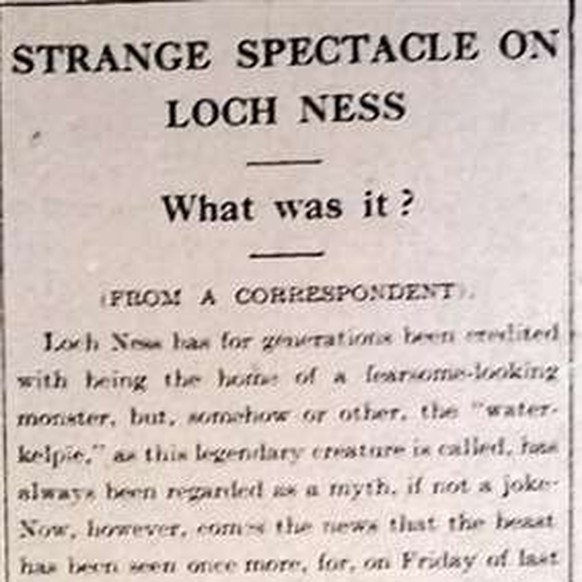 STRANGE SPECTACLE ON
LOCH NESS
What was it?
(FROM A CORRESPONDENT).
Loch Ness has for generations been credited
with being the home of a fearsome-looking
monster, but, somehow or other, the "water-
kelpie," as this legendary creature is called, has
always been regarded as a myth, if not a joke.
Now, however, comes the news that the beast
has been seen once more, for, on Friday of last